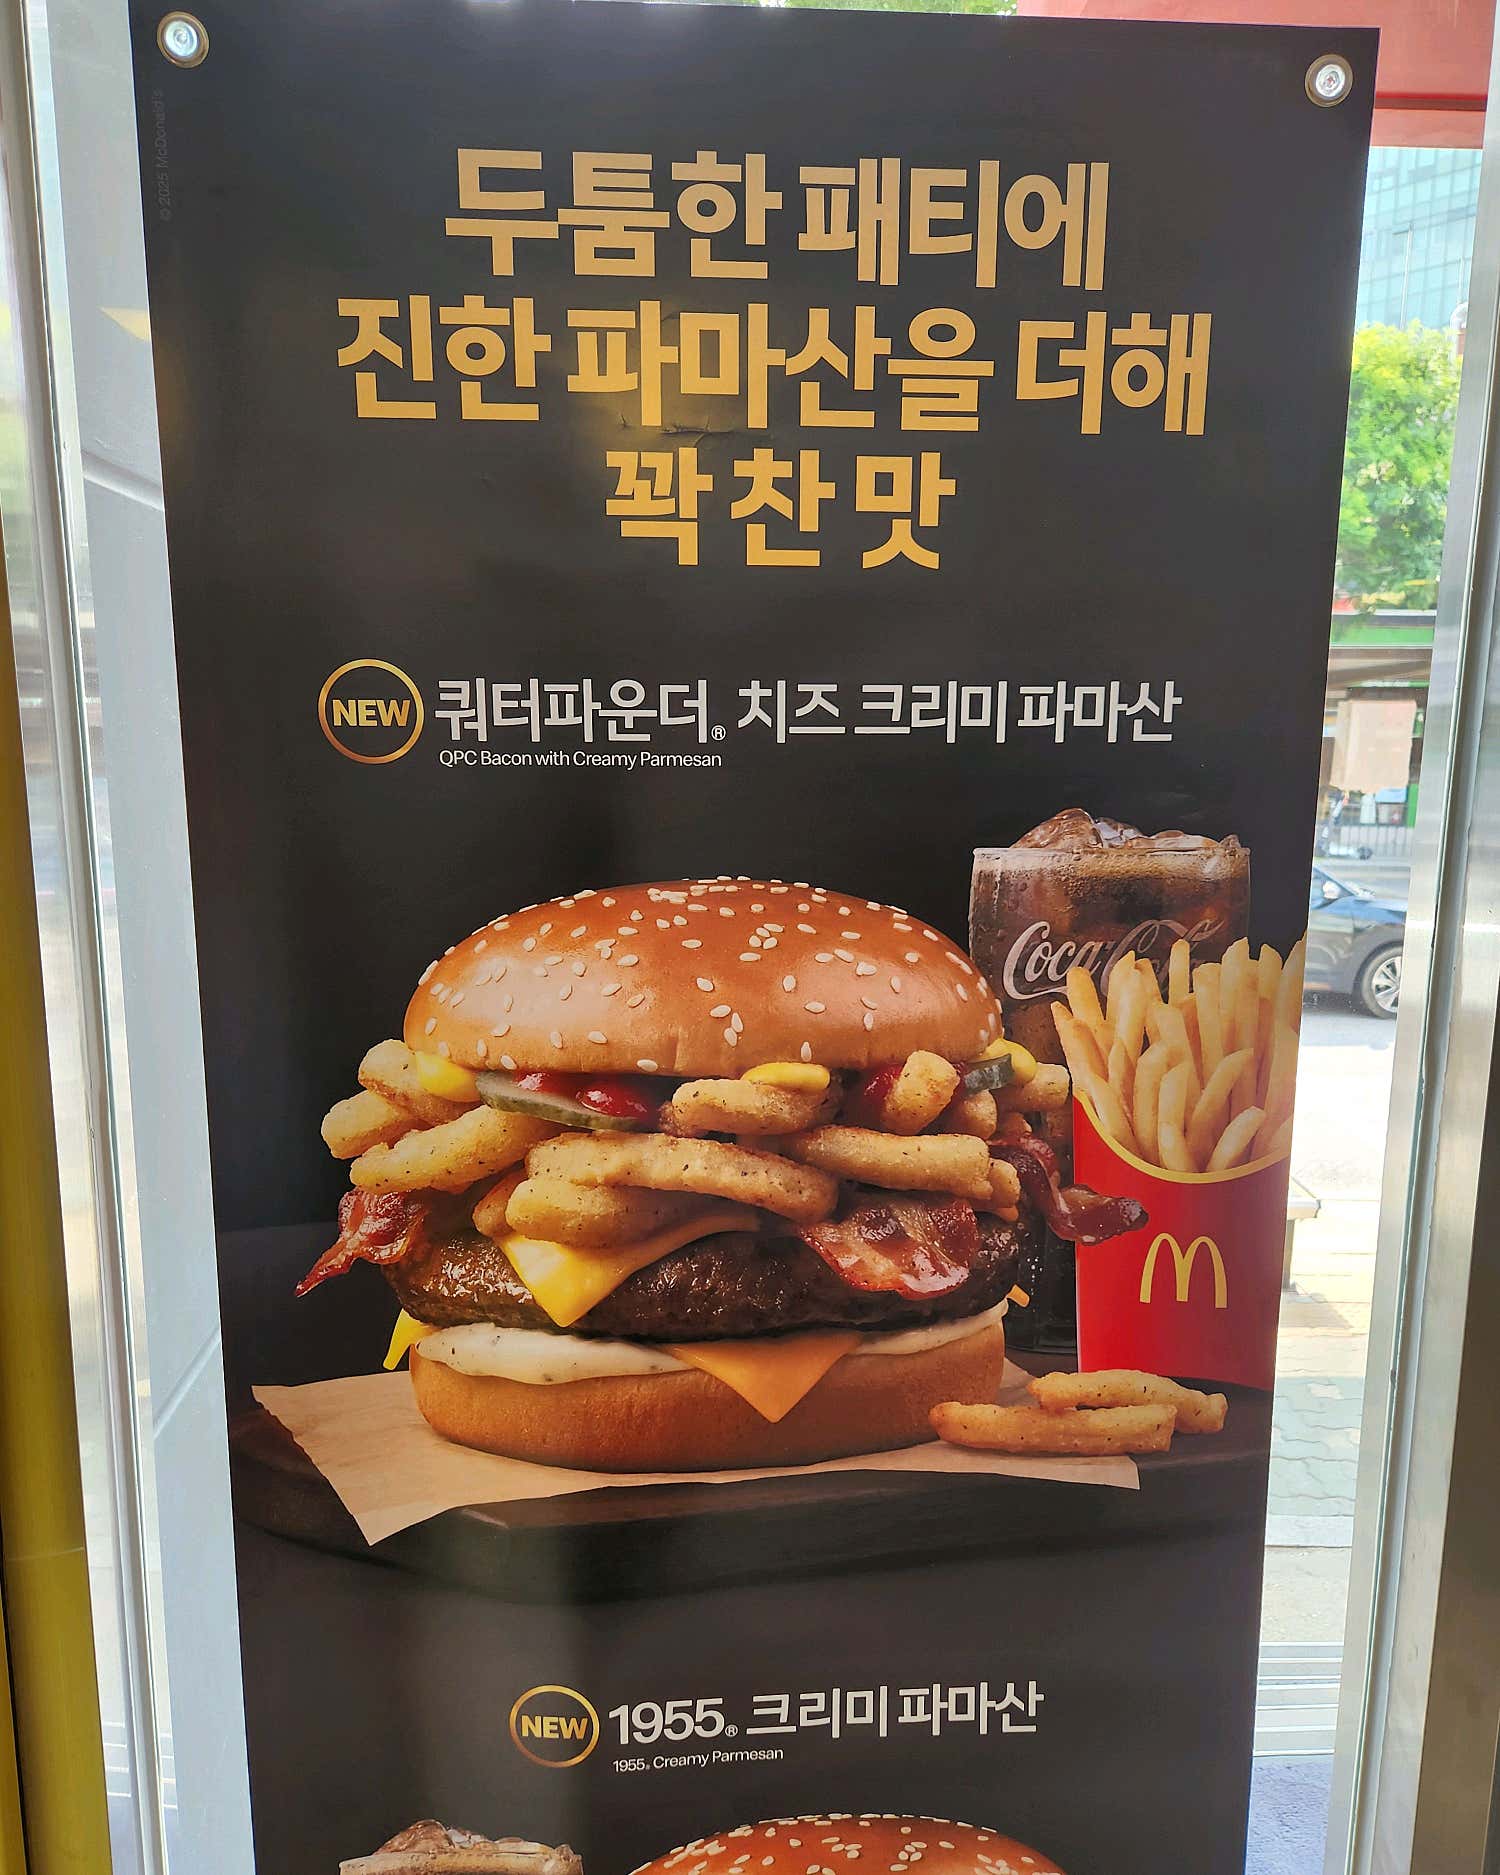 © 2025 McDonald's
두툼한 패티에
진한 파마산을 더해
꽉 찬 맛
NEW 쿼터파운더® 치즈 크리미 파마산
QPC Bacon with Creamy Parmesan
Coca-Cola
NEW 1955® 크리미 파마산
1955® Creamy Parmesan